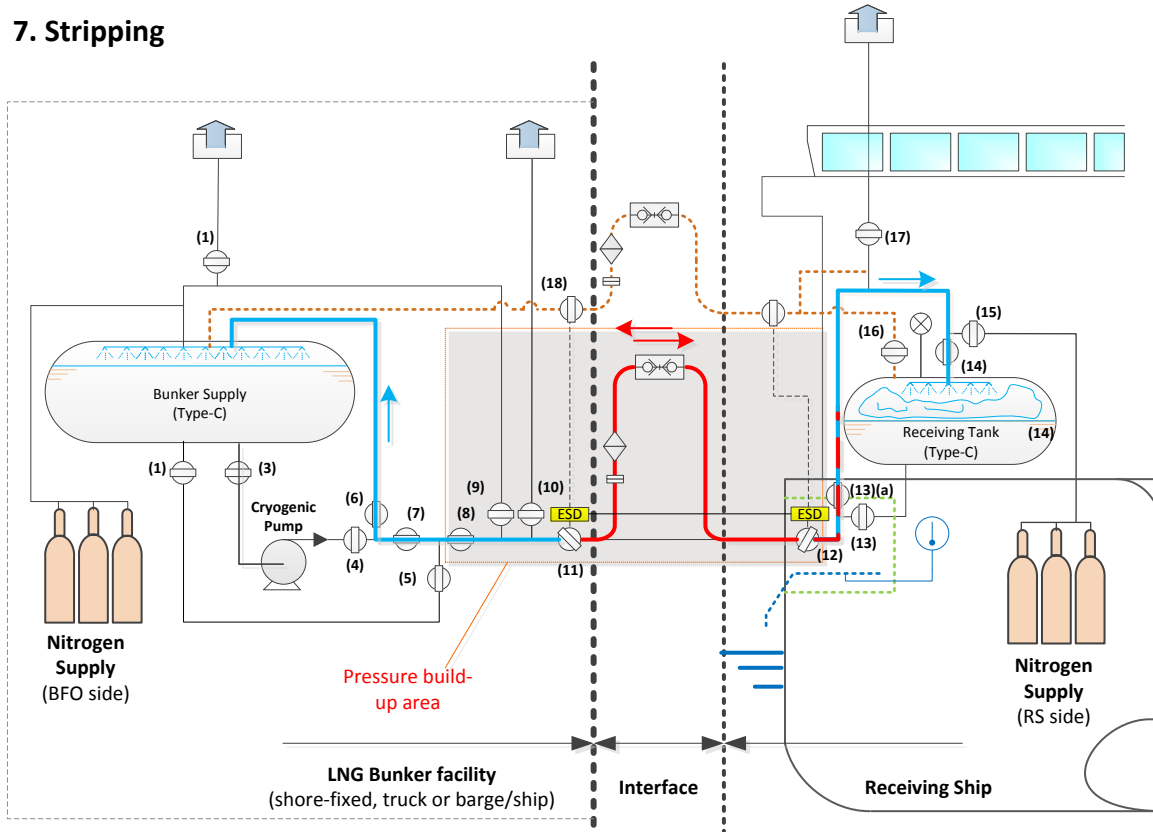 7. Stripping
(1)
(17)
(18)
(15)
(16)
(14)
Bunker Supply
(Type-C)
Receiving Tank
(Type-C)
(14)
(1)
(3)
(6)
(7)
(8)
(9)
(10)
(13)(a)
Cryogenic
Pump
ESD
ESD
(13)
(12)
(4)
(5)
(11)
Nitrogen
Supply
(BFO side)
Pressure build-
up area
Nitrogen
Supply
(RS side)
LNG Bunker facility
(shore-fixed, truck or barge/ship)
Interface
Receiving Ship